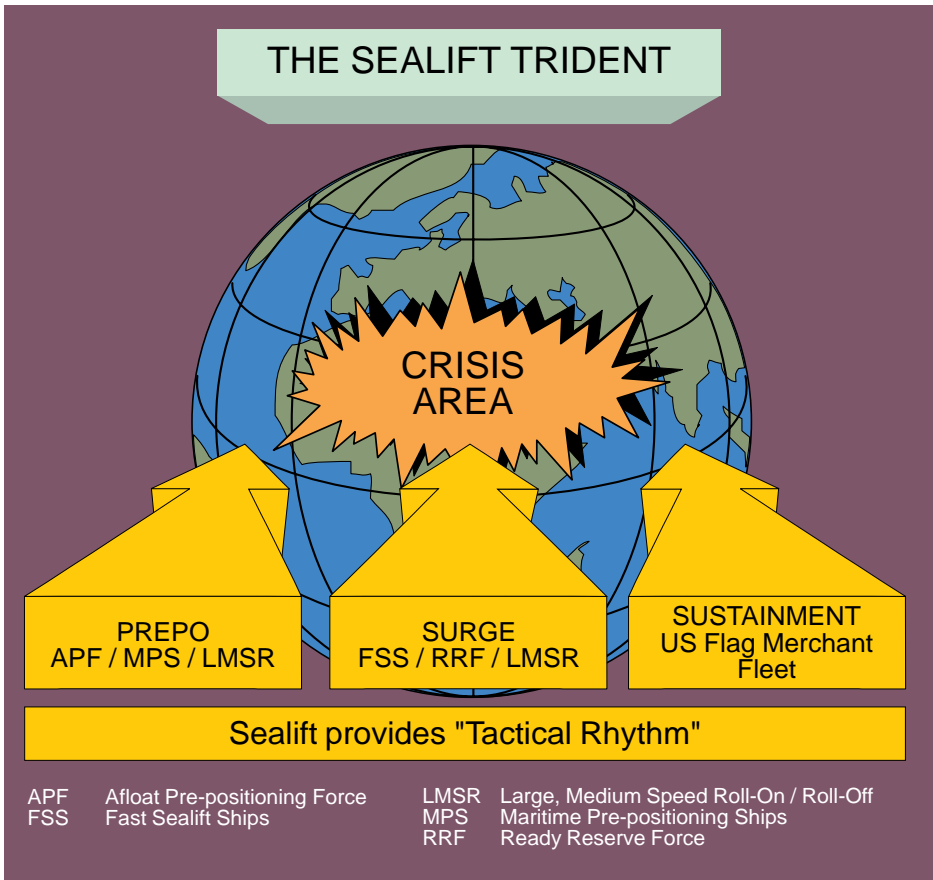 THE SEALIFT TRIDENT
CRISIS
AREA
PREPO
APF / MPS / LMSR
SURGE
FSS / RRF / LMSR
SUSTAINMENT
US Flag Merchant
Fleet
Sealift provides "Tactical Rhythm"
APF Afloat Pre-positioning Force
FSS Fast Sealift Ships
LMSR Large, Medium Speed Roll-On / Roll-Off
MPS Maritime Pre-positioning Ships
RRF Ready Reserve Force